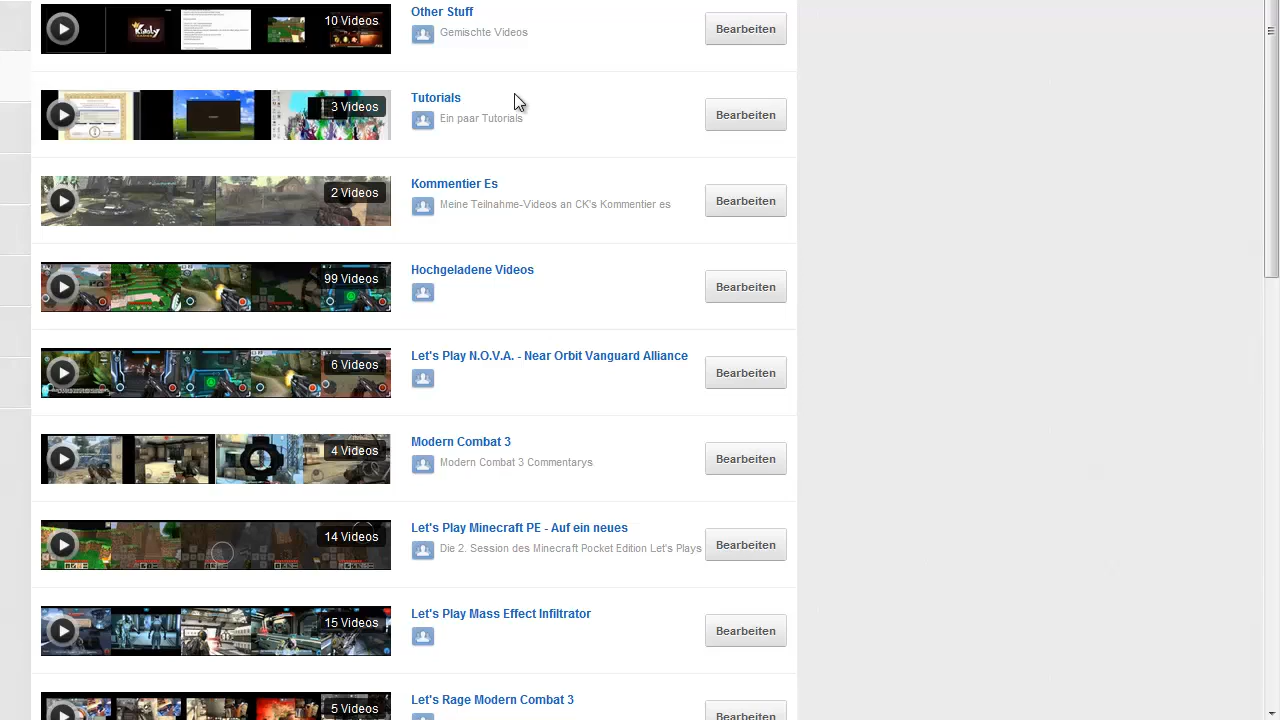 10 Videos
Other Stuff
Gemischte Videos
Bearbeiten
3 Videos
Tutorials
Ein paar Tutorials
Bearbeiten
2 Videos
Kommentier Es
Meine Teilnahme-Videos an CK's Kommentier es
Bearbeiten
99 Videos
Hochgeladene Videos
Bearbeiten
6 Videos
Let's Play N.O.V.A. - Near Orbit Vanguard Alliance
Bearbeiten
4 Videos
Modern Combat 3
Modern Combat 3 Commentarys
Bearbeiten
14 Videos
Let's Play Minecraft PE - Auf ein neues
Die 2. Session des Minecraft Pocket Edition Let's Plays
Bearbeiten
15 Videos
Let's Play Mass Effect Infiltrator
Bearbeiten
5 Videos
Let's Rage Modern Combat 3
Bearbeiten